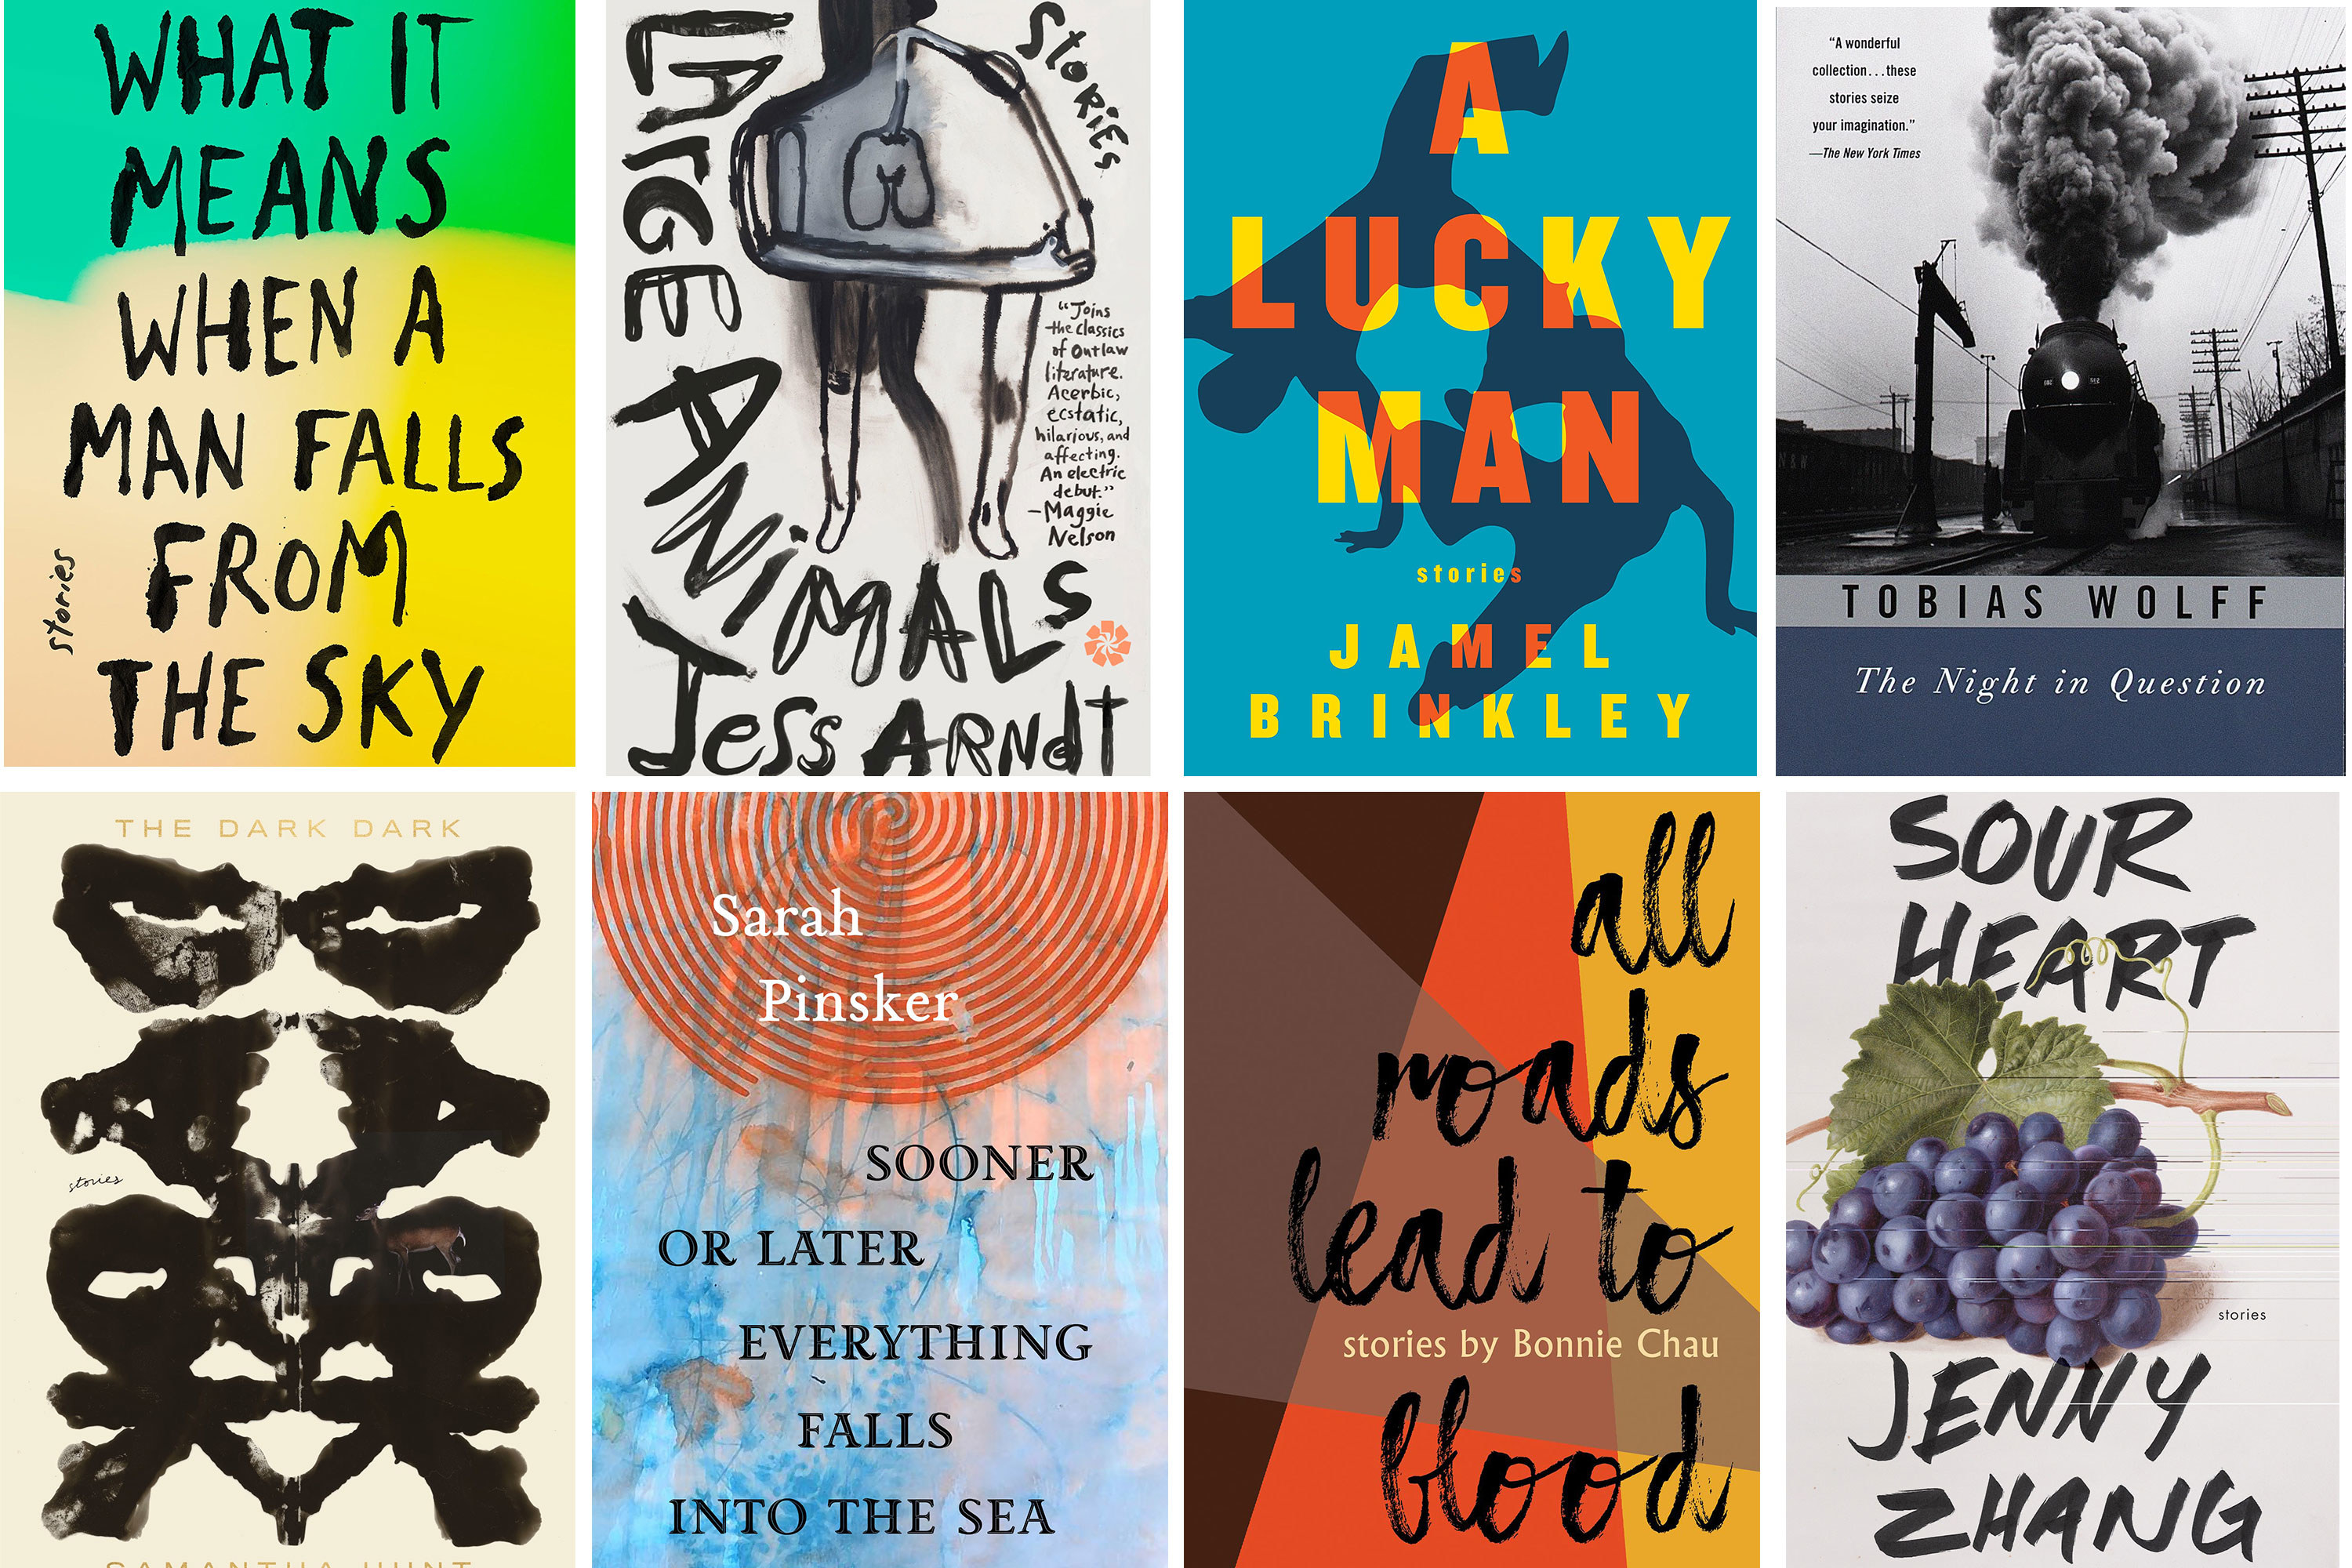 WHAT IT
MEANS
WHEN A
MAN FALLS
FROM
THE SKY
stories
LARGE ANIMALS
Stories
"Joins
the classics
of Outlaw
literature.
Acerbic,
ecstatic,
hilarious, and
affecting.
An electric
debut."
—Maggie
Nelson
Jess Arndt
A
LUCKY
MAN
stories
JAMEL
BRINKLEY
"A wonderful
collection...these
stories seize
your imagination."
—The New York Times
TOBIAS WOLFF
The Night in Question
THE DARK DARK
stories
SAMANTHA HUNT
Sarah
Pinsker
SOONER
OR LATER
EVERYTHING
FALLS
INTO THE SEA
all
roads
lead to
stories by Bonnie Chau
blood
SOUR
HEART
stories
JENNY
ZHANG